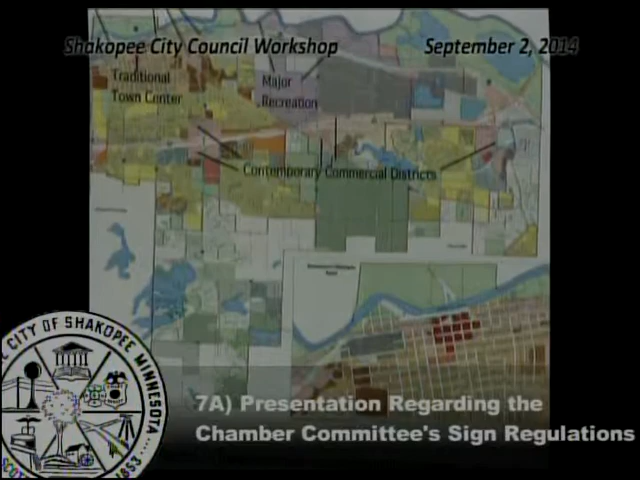 Shakopee City Council Workshop
September 2, 2014
Traditional
Town Center
Major
Recreation
Contemporary Commercial Districts
CITY OF SHAKOPEE MINNESOTA
1853
7A) Presentation Regarding the
Chamber Committee's Sign Regulations